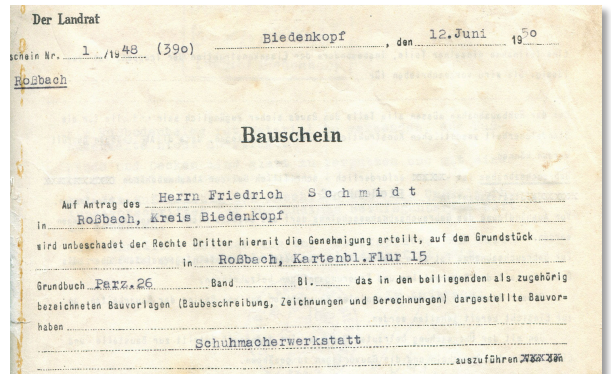 Der Landrat
Biedenkopf, den 12.Juni 1950
schein Nr. 1 /1948 (390)
Roßbach
Bauschein
Auf Antrag des Herrn Friedrich Schmidt
in Roßbach, Kreis Biedenkopf
wird unbeschadet der Rechte Dritter hiermit die Genehmigung erteilt, auf dem Grundstück
in Roßbach, Kartenbl.Flur 15
Grundbuch Parz.26 Band Bl. das in den beiliegenden als zugehörig
bezeichneten Bauvorlagen (Baubeschreibung, Zeichnungen und Berechnungen) dargestellte Bauvor=
haben
Schuhmacherwerkstatt
auszuführen.